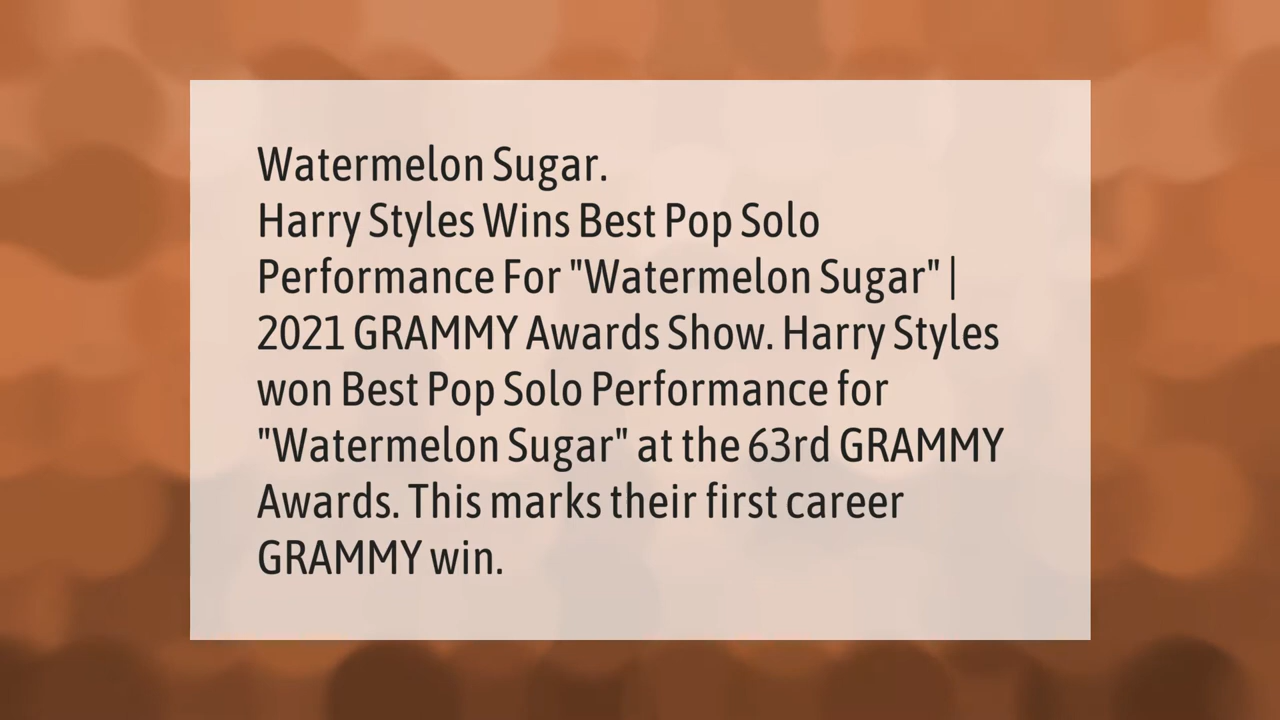 Watermelon Sugar.
Harry Styles Wins Best Pop Solo
Performance For "Watermelon Sugar" |
2021 GRAMMY Awards Show. Harry Styles
won Best Pop Solo Performance for
"Watermelon Sugar" at the 63rd GRAMMY
Awards. This marks their first career
GRAMMY win.